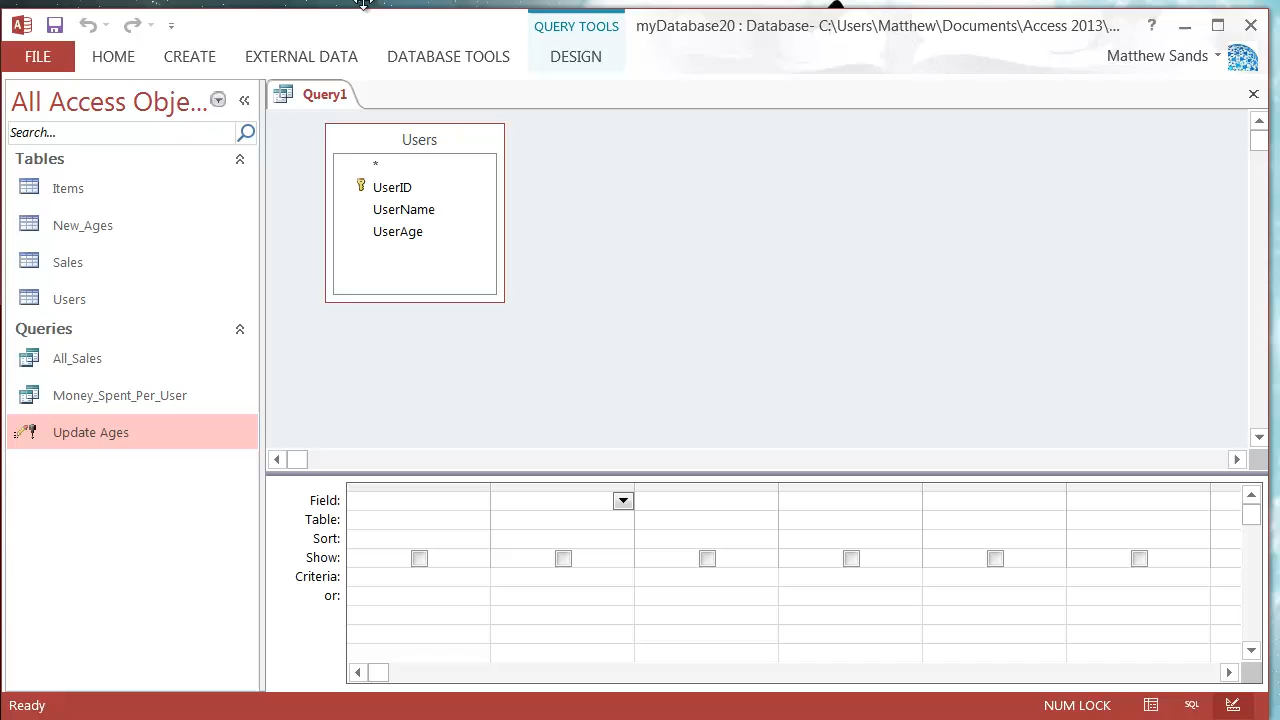 QUERY TOOLS
myDatabase20 : Database- C:\Users\Matthew\Documents\Access 2013\...
?
FILE
HOME
CREATE
EXTERNAL DATA
DATABASE TOOLS
DESIGN
Matthew Sands
All Access Obje...
Search...
Tables
Items
New_Ages
Sales
Users
Queries
All_Sales
Money_Spent_Per_User
Update Ages
Query1
Users
*
UserID
UserName
UserAge
Field:
Table:
Sort:
Show:
Criteria:
or:
Ready
NUM LOCK
SQL